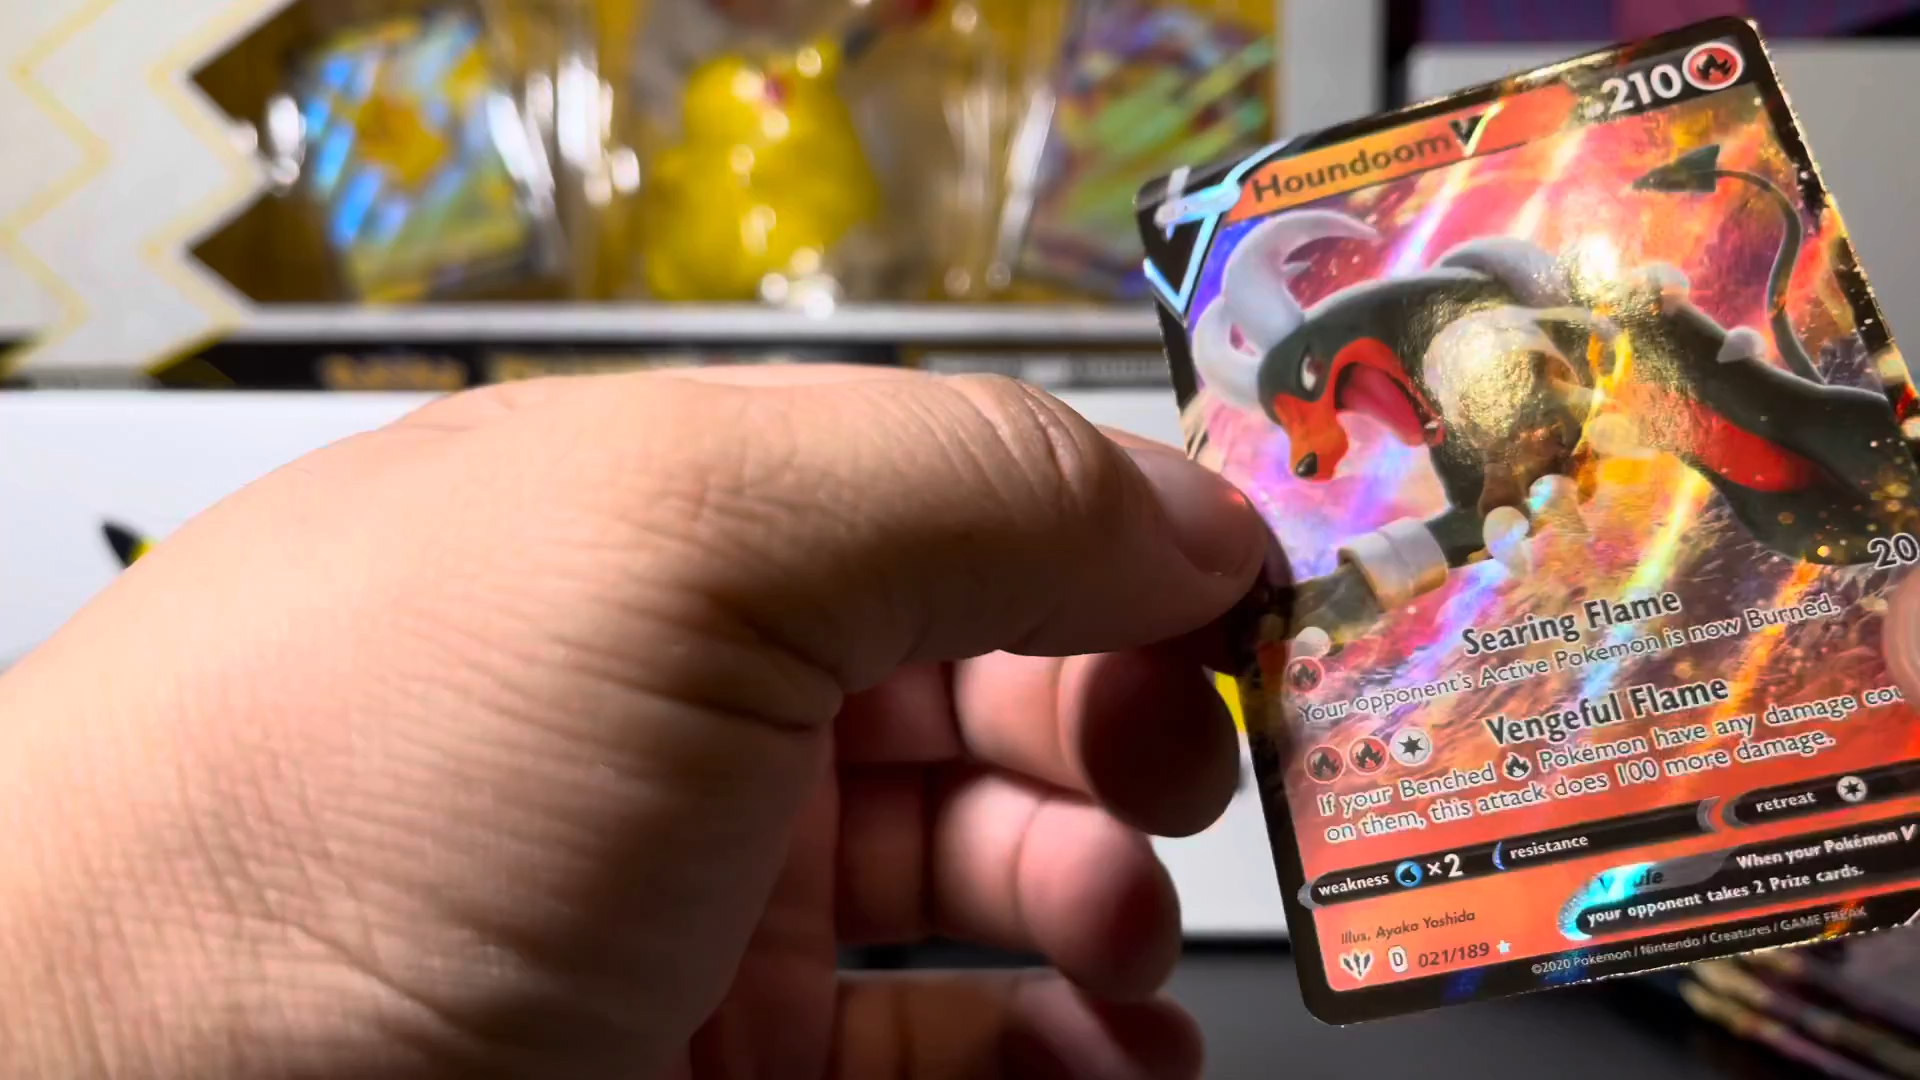 210
Houndoom V
20
Searing Flame
Your opponent's Active Pokémon is now Burned.
Vengeful Flame
If your Benched Pokémon have any damage cou
on them, this attack does 100 more damage.
weakness ×2 resistance
retreat
When your Pokémon V
your opponent takes 2 Prize cards.
Illus. Ayaka Yoshida
D 021/189
©2020 Pokémon / Nintendo / Creatures / GAME FREAK